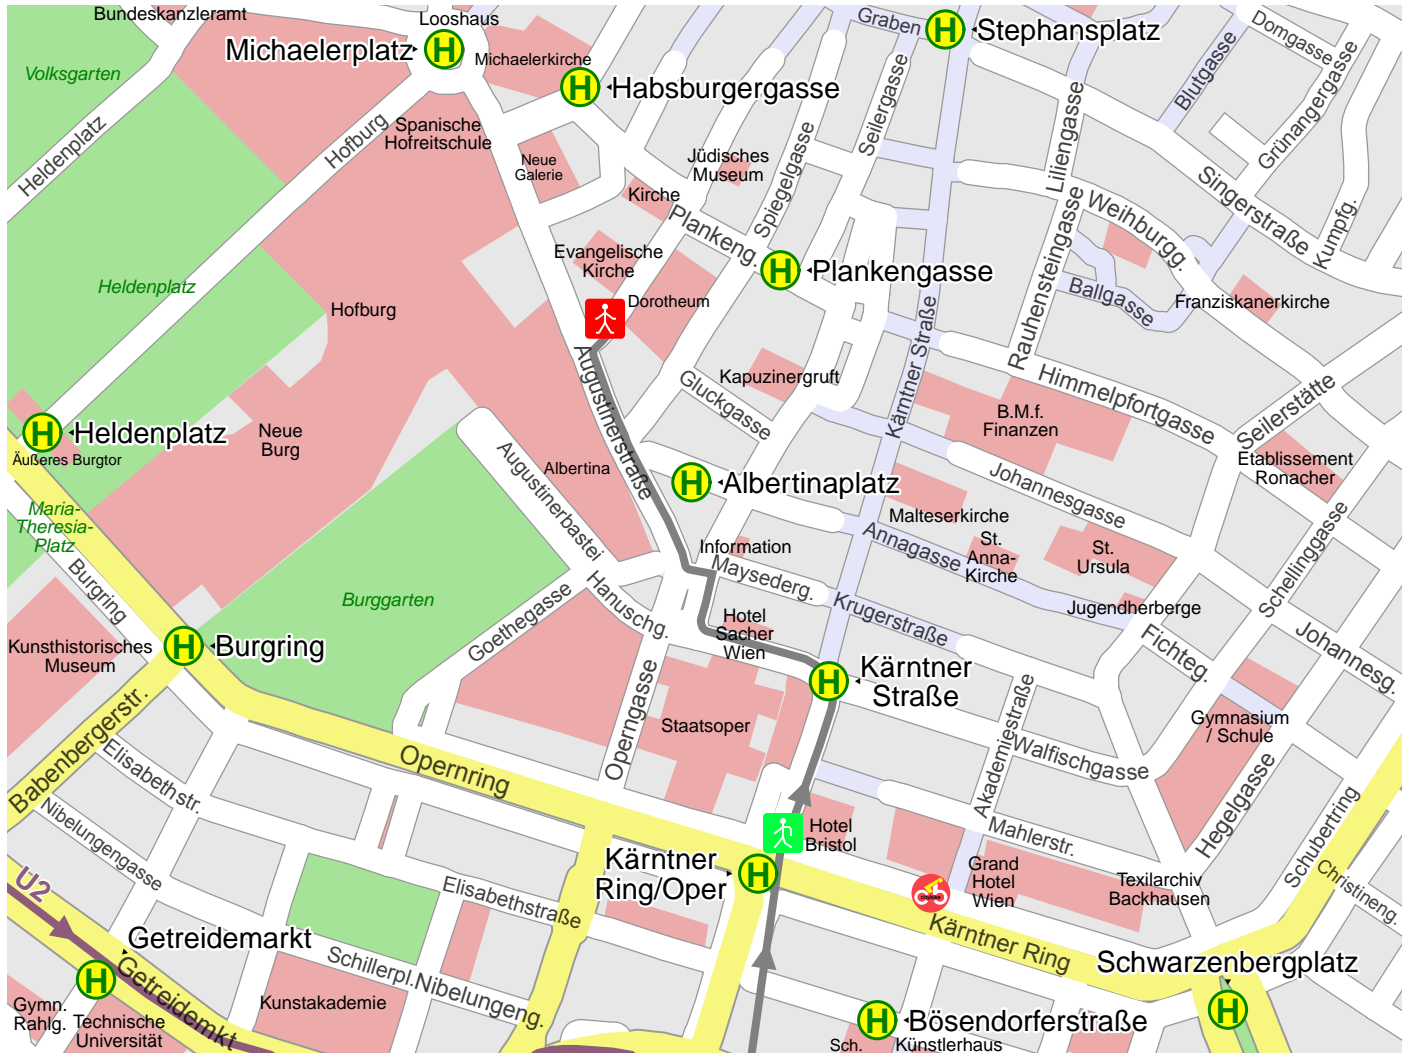 Bundeskanzleramt
Looshaus
Graben
H
Stephansplatz
Domgasse
Michaelerplatz
H
Michaelerkirche
Volksgarten
H
Habsburgergasse
Seilergasse
Blutgasse
Grünangergasse
Heldenplatz
Hofburg
Spanische
Hofreitschule
Neue
Galerie
Jüdisches
Museum
Kirche
Spiegelgasse
Liliengasse
Weihburgg.
Singerstraße
Kumpfg.
Plankeng.
Evangelische
Kirche
H
Plankengasse
Rauhensteingasse
Ballgasse
Franziskanerkirche
Heldenplatz
Hofburg
Dorotheum
Kärntner Straße
Augustinerstraße
Gluckgasse
Kapuzinergruft
Himmelpfortgasse
B.M.f.
Finanzen
Seilerstätte
H
Heldenplatz
Äußeres Burgtor
Neue
Burg
Augustinerbastei
Albertina
H
Albertinaplatz
Johannesgasse
Etablissement
Ronacher
Maria-
Theresia-
Platz
Malteserkirche
Annagasse
St.
Anna-
Kirche
St.
Ursula
Schellinggasse
Burgring
Information
Maysederg.
Burggarten
Goethegasse
Hanuschg.
Hotel
Sacher
Wien
Krugerstraße
Jugendherberge
Fichteg.
Johannesg.
Kunsthistorisches
Museum
H
Burgring
H
Kärntner
Straße
Babenbergerstr.
Operngasse
Staatsoper
Akademiestraße
Walfischgasse
Gymnasium
/ Schule
Elisabethstr.
Opernring
Hegelgasse
Schubertring
Nibelungengasse
Hotel
Bristol
Mahlerstr.
Kärntner
Ring/Oper
H
Grand
Hotel
Wien
citybike
Texilarchiv
Backhausen
Christineng.
U2
Elisabethstraße
Kärntner Ring
Getreidemarkt
H
Getreidemkt
Schillerpl.
Nibelungeng.
Schwarzenbergplatz
H
Gymn.
Rahlg.
Technische
Universität
Kunstakademie
H
Bösendorferstraße
Sch.
Künstlerhaus